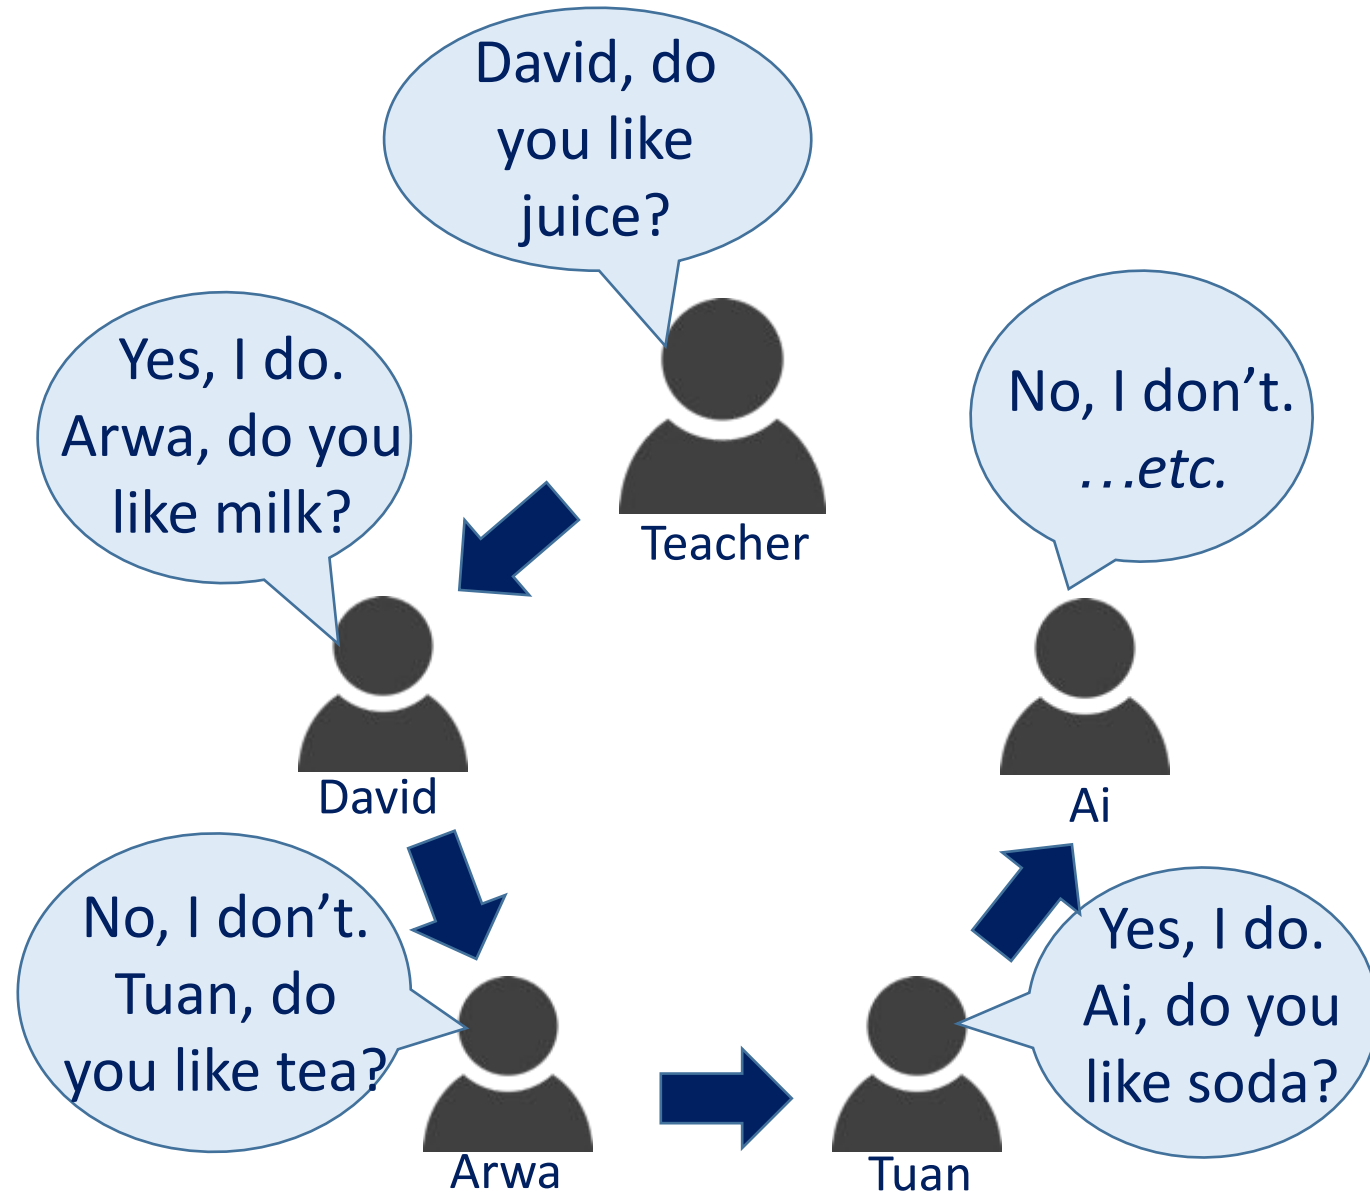 David, do
you like
juice?
Teacher
Yes, I do.
Arwa, do you
like milk?
David
No, I don’t.
Tuan, do
you like tea?
Arwa
Yes, I do.
Ai, do you
like soda?
Tuan
No, I don’t.
…etc.
Ai